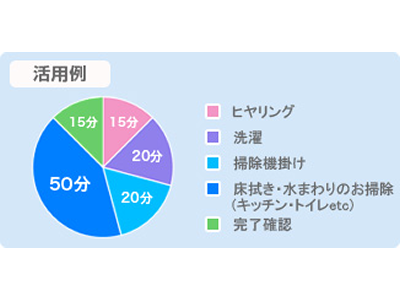 活用例
15分
15分
20分
20分
50分
ヒヤリング
洗濯
掃除機掛け
床拭き・水まわりのお掃除
(キッチン・トイレetc)
完了確認